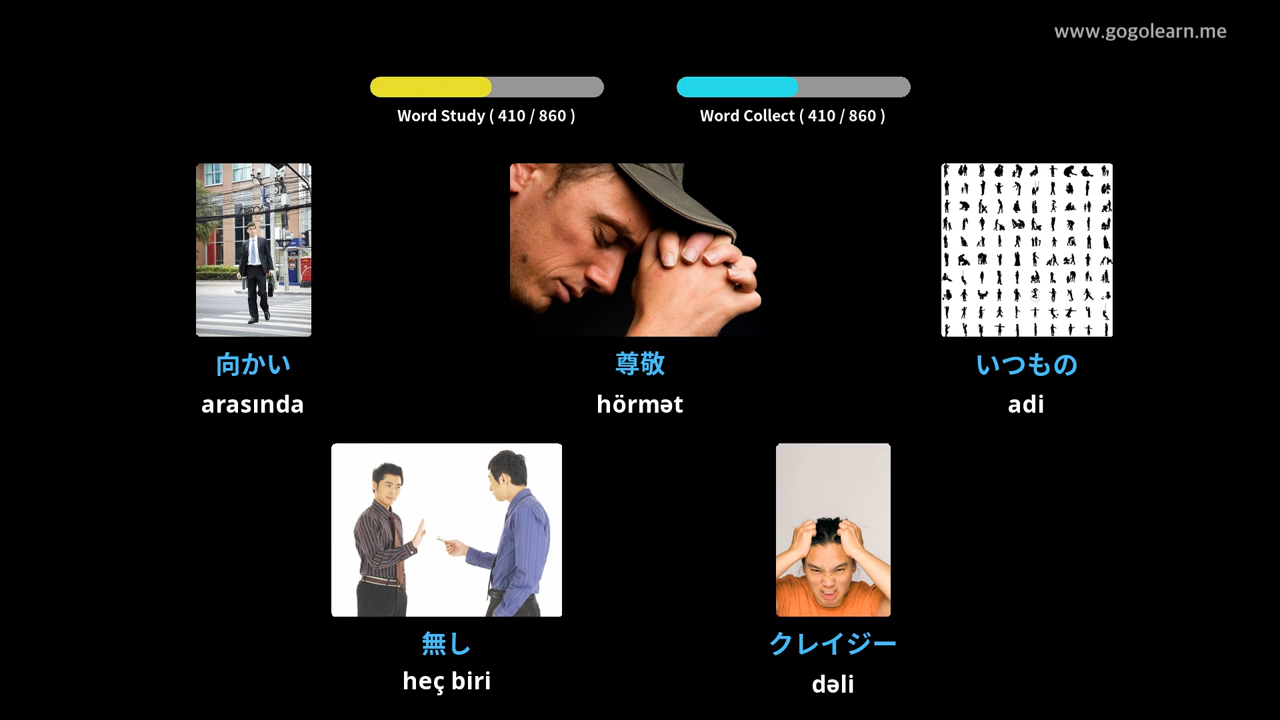 www.gogolearn.me
Word Study ( 410 / 860 )
Word Collect ( 410 / 860 )
向かい
arasında
尊敬
hörmət
いつもの
adi
無し
heç biri
クレイジー
dəli